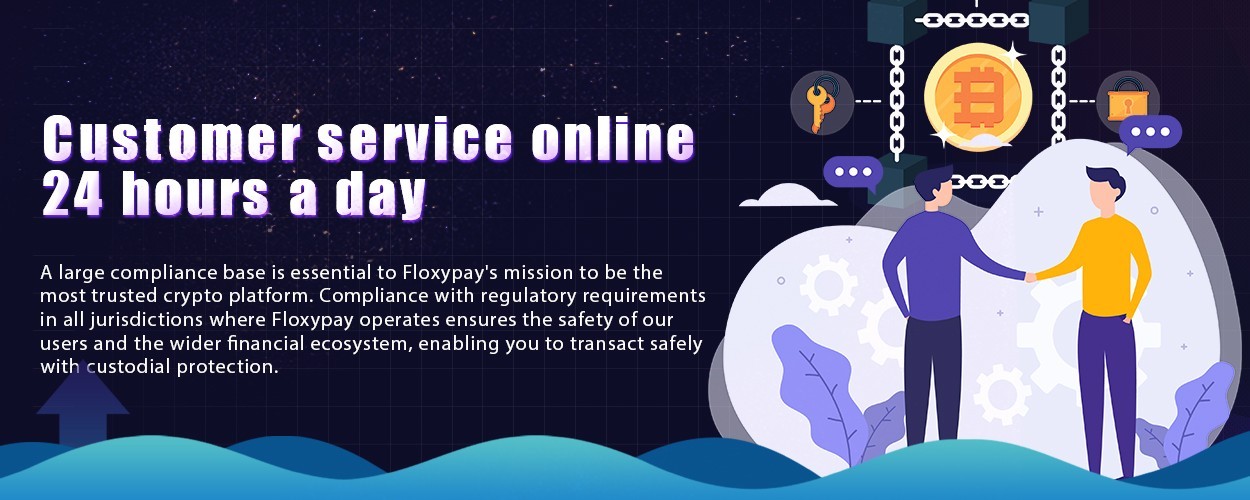 Customer service online
24 hours a day
A large compliance base is essential to Floxypay's mission to be the
most trusted crypto platform. Compliance with regulatory requirements
in all jurisdictions where Floxypay operates ensures the safety of our
users and the wider financial ecosystem, enabling you to transact safely
with custodial protection.